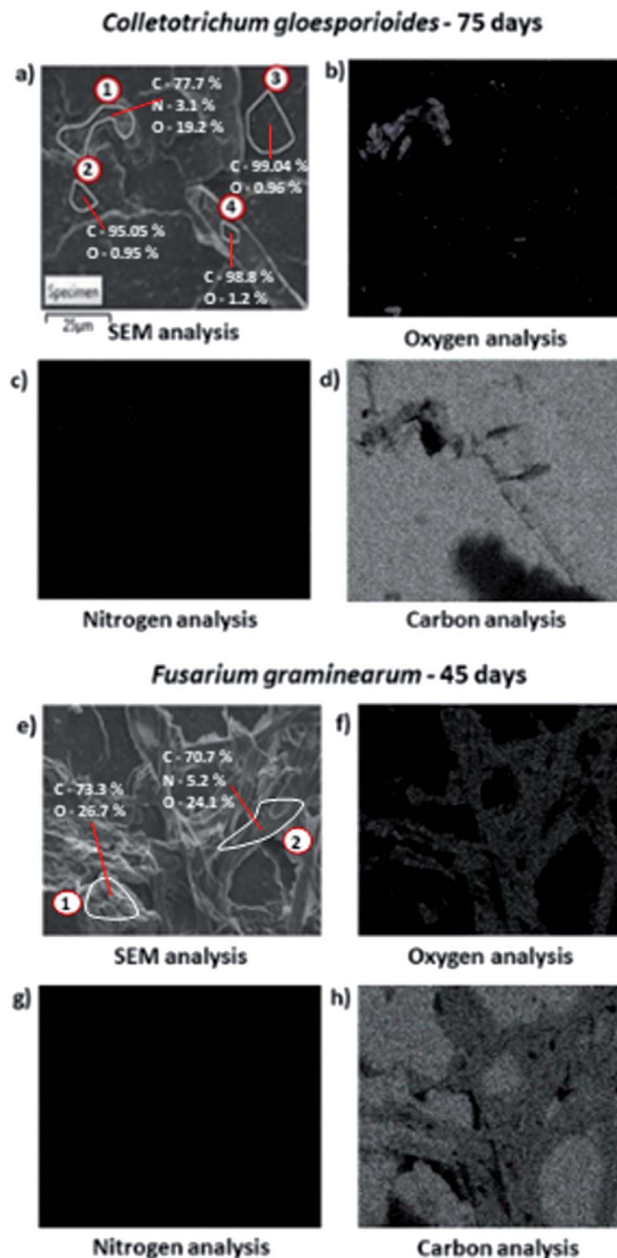 Colletotrichum gloesporioides - 75 days
a)
1
C - 77.7 %
N - 3.1 %
O - 19.2 %
3
C - 99.04 %
O - 0.96 %
2
C - 95.05 %
O - 0.95 %
4
C - 98.8 %
O - 1.2 %
Specimen
25µm
SEM analysis
b)
Oxygen analysis
c)
Nitrogen analysis
d)
Carbon analysis
Fusarium graminearum - 45 days
e)
C - 73.3 %
O - 26.7 %
1
C - 70.7 %
N - 5.2 %
O - 24.1 %
2
SEM analysis
f)
Oxygen analysis
g)
Nitrogen analysis
h)
Carbon analysis